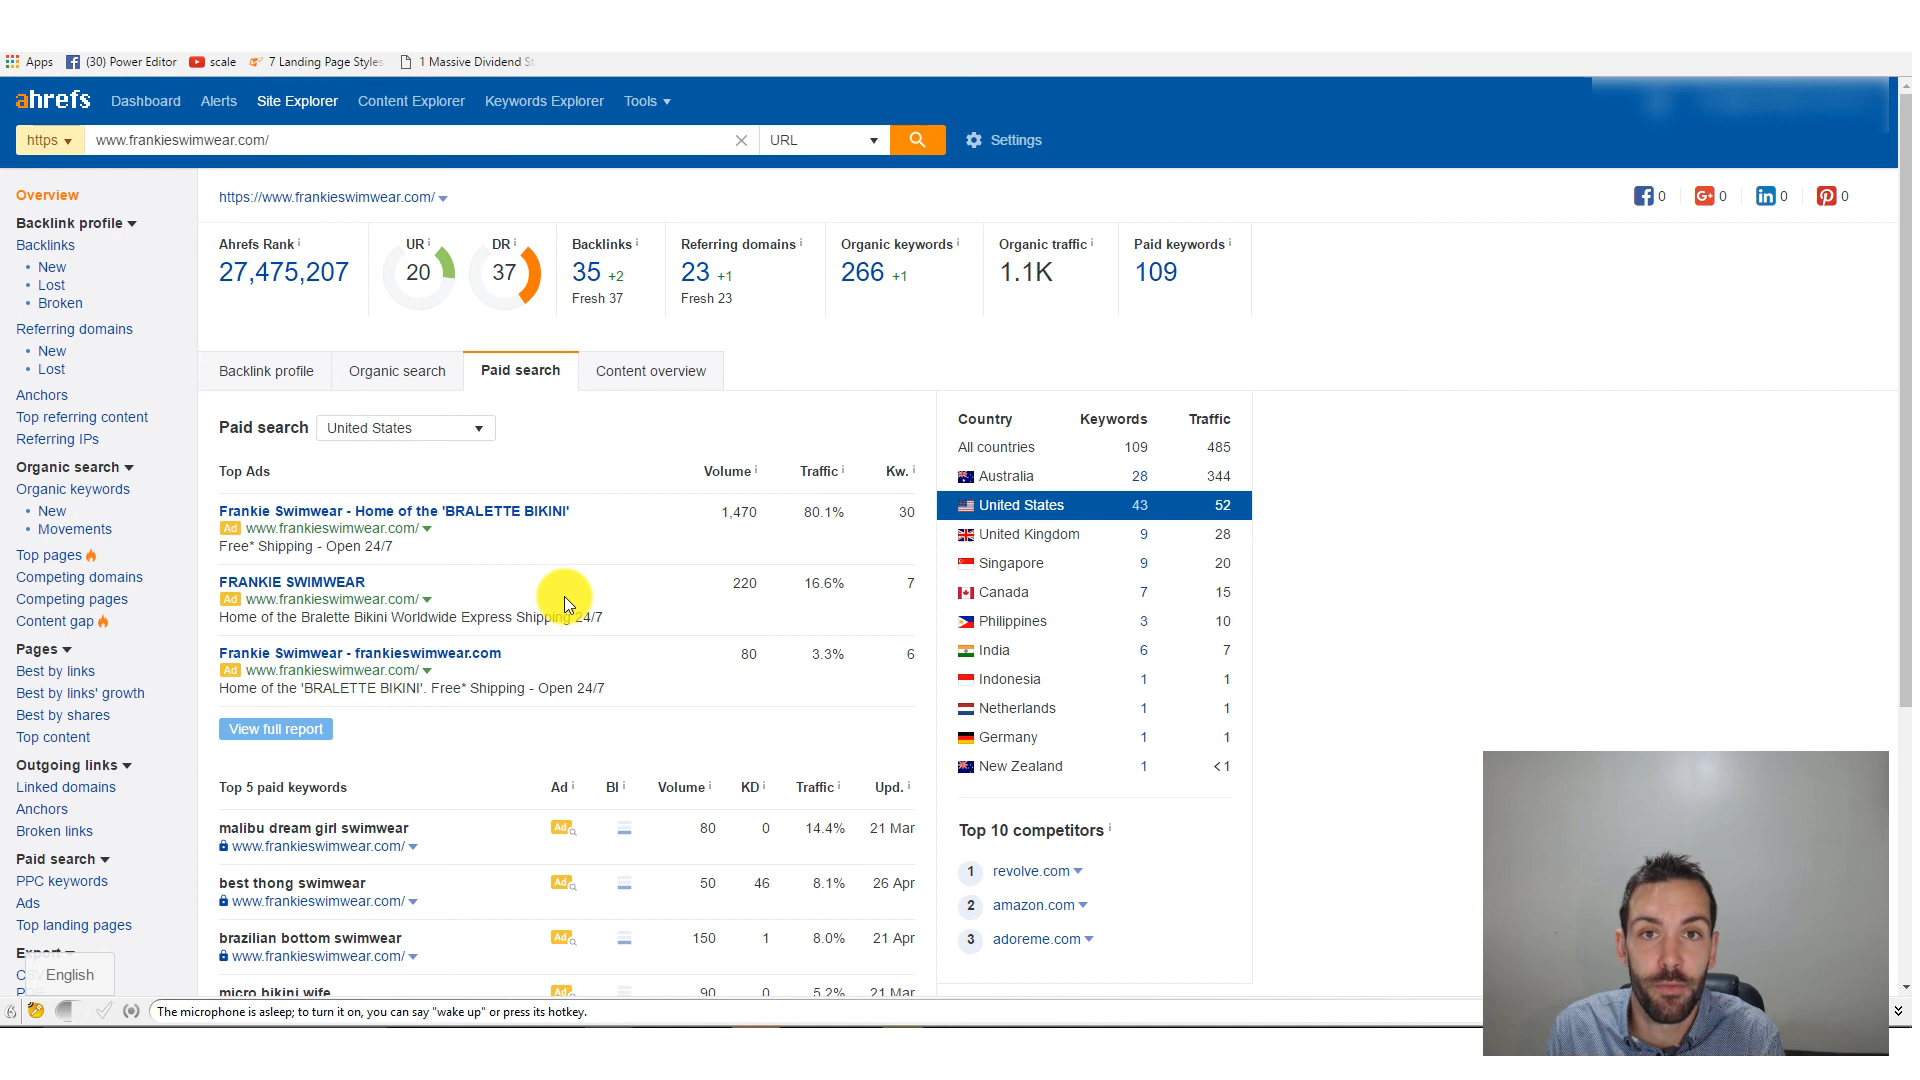 Apps (30) Power Editor scale 7 Landing Page Styles 1 Massive Dividend St
ahrefs Dashboard Alerts Site Explorer Content Explorer Keywords Explorer Tools
https www.frankieswimwear.com/ URL Settings
Overview
Backlink profile
Backlinks
New
Lost
Broken
Referring domains
New
Lost
Anchors
Top referring content
Referring IPs
Organic search
Organic keywords
New
Movements
Top pages
Competing domains
Competing pages
Content gap
Pages
Best by links
Best by links' growth
Best by shares
Top content
Outgoing links
Linked domains
Anchors
Broken links
Paid search
PPC keywords
Ads
Top landing pages
Export
English
https://www.frankieswimwear.com/ 0 0 0 0
Ahrefs Rank UR DR Backlinks Referring domains Organic keywords Organic traffic Paid keywords
27,475,207 20 37 35 +2 23 +1 266 +1 1.1K 109
Fresh 37 Fresh 23
Backlink profile Organic search Paid search Content overview
Paid search United States
Top Ads Volume Traffic Kw.
Frankie Swimwear - Home of the 'BRALETTE BIKINI' 1,470 80.1% 30
Ad www.frankieswimwear.com/
Free* Shipping - Open 24/7
FRANKIE SWIMWEAR 220 16.6% 7
Ad www.frankieswimwear.com/
Home of the Bralette Bikini Worldwide Express Shipping 24/7
Frankie Swimwear - frankieswimwear.com 80 3.3% 6
Ad www.frankieswimwear.com/
Home of the 'BRALETTE BIKINI'. Free* Shipping - Open 24/7
View full report
Top 5 paid keywords Ad Bl Volume KD Traffic Upd.
malibu dream girl swimwear Ad 80 0 14.4% 21 Mar
www.frankieswimwear.com/
best thong swimwear Ad 50 46 8.1% 26 Apr
www.frankieswimwear.com/
brazilian bottom swimwear Ad 150 1 8.0% 21 Apr
www.frankieswimwear.com/
micro bikini wife Ad 90 0 5.2% 21 Mar
Country Keywords Traffic
All countries 109 485
Australia 28 344
United States 43 52
United Kingdom 9 28
Singapore 9 20
Canada 7 15
Philippines 3 10
India 6 7
Indonesia 1 1
Netherlands 1 1
Germany 1 1
New Zealand 1 <1
Top 10 competitors
1 revolve.com
2 amazon.com
3 adoreme.com
The microphone is asleep; to turn it on, you can say "wake up" or press its hotkey.